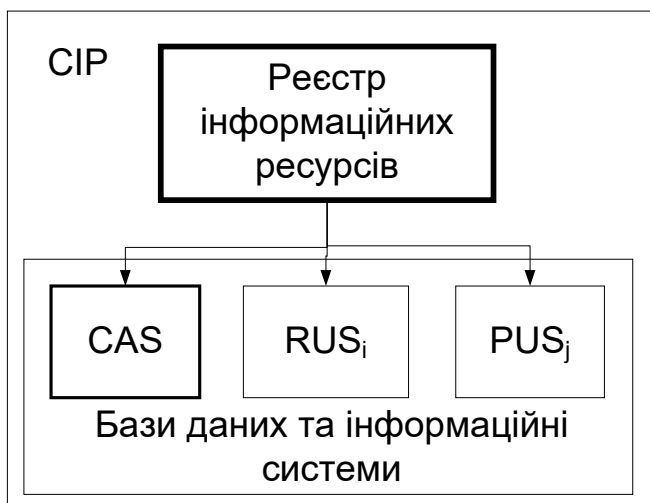 СІР
Реєстр
інформаційних
ресурсів
CAS
RUSi
PUSj
Бази даних та інформаційні
системи